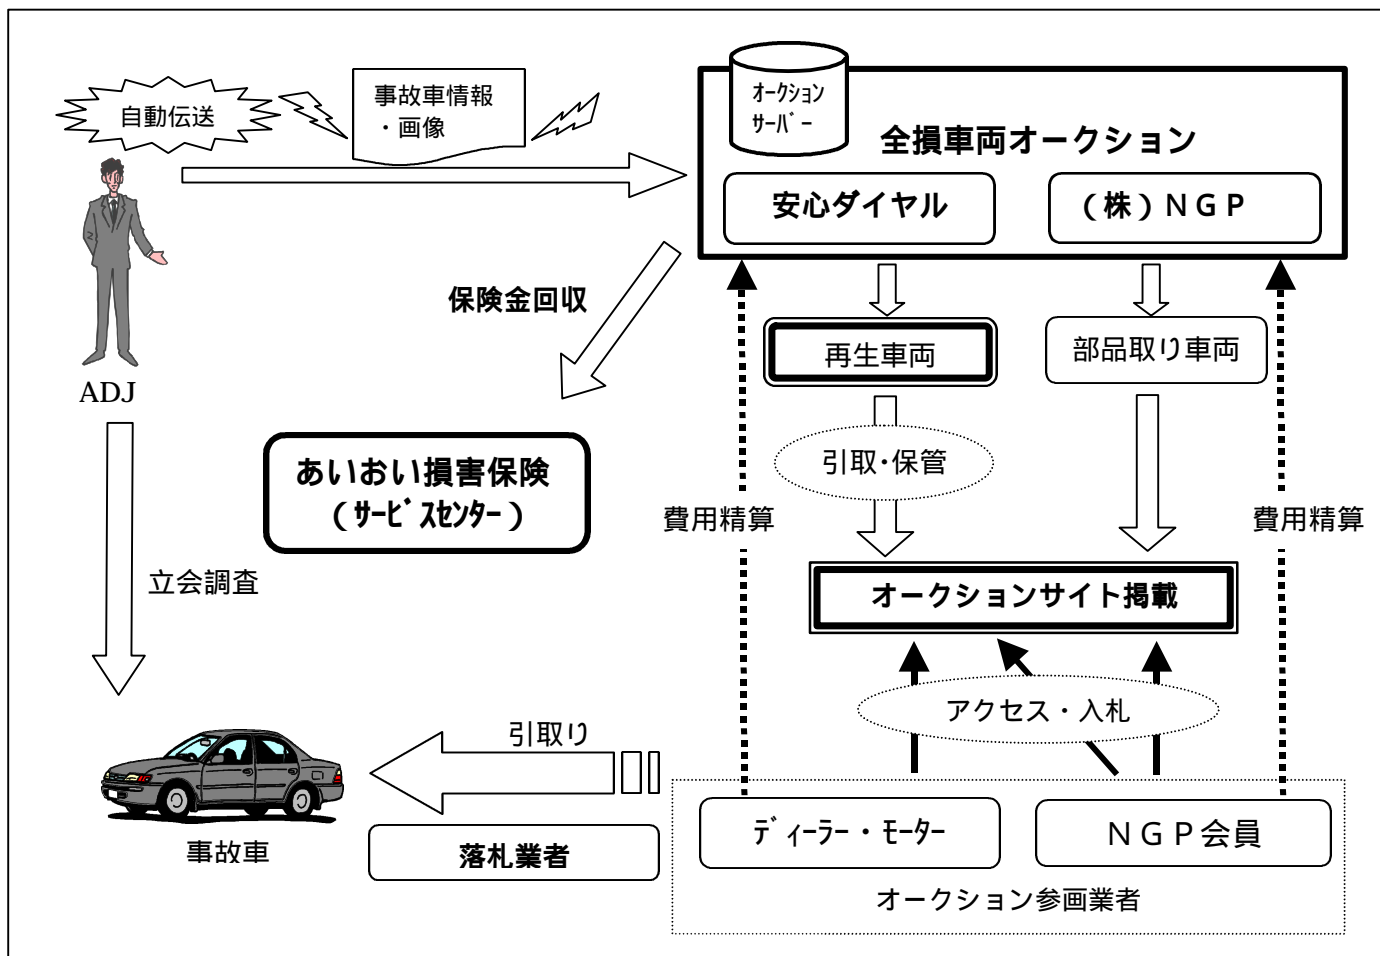 自動伝送
事故車情報
・画像
ｵｰｸｼｮﾝ
ｻｰﾊﾞｰ
全損車両オークション
安心ダイヤル
（株）ＮＧＰ
保険金回収
再生車両
部品取り車両
ADJ
引取・保管
あいおい損害保険
（ｻｰﾋﾞｽｾﾝﾀｰ）
費用精算
費用精算
立会調査
オークションサイト掲載
アクセス・入札
引取り
ﾃﾞｨｰﾗｰ・ﾓｰﾀｰ
ＮＧＰ会員
事故車
落札業者
オークション参画業者